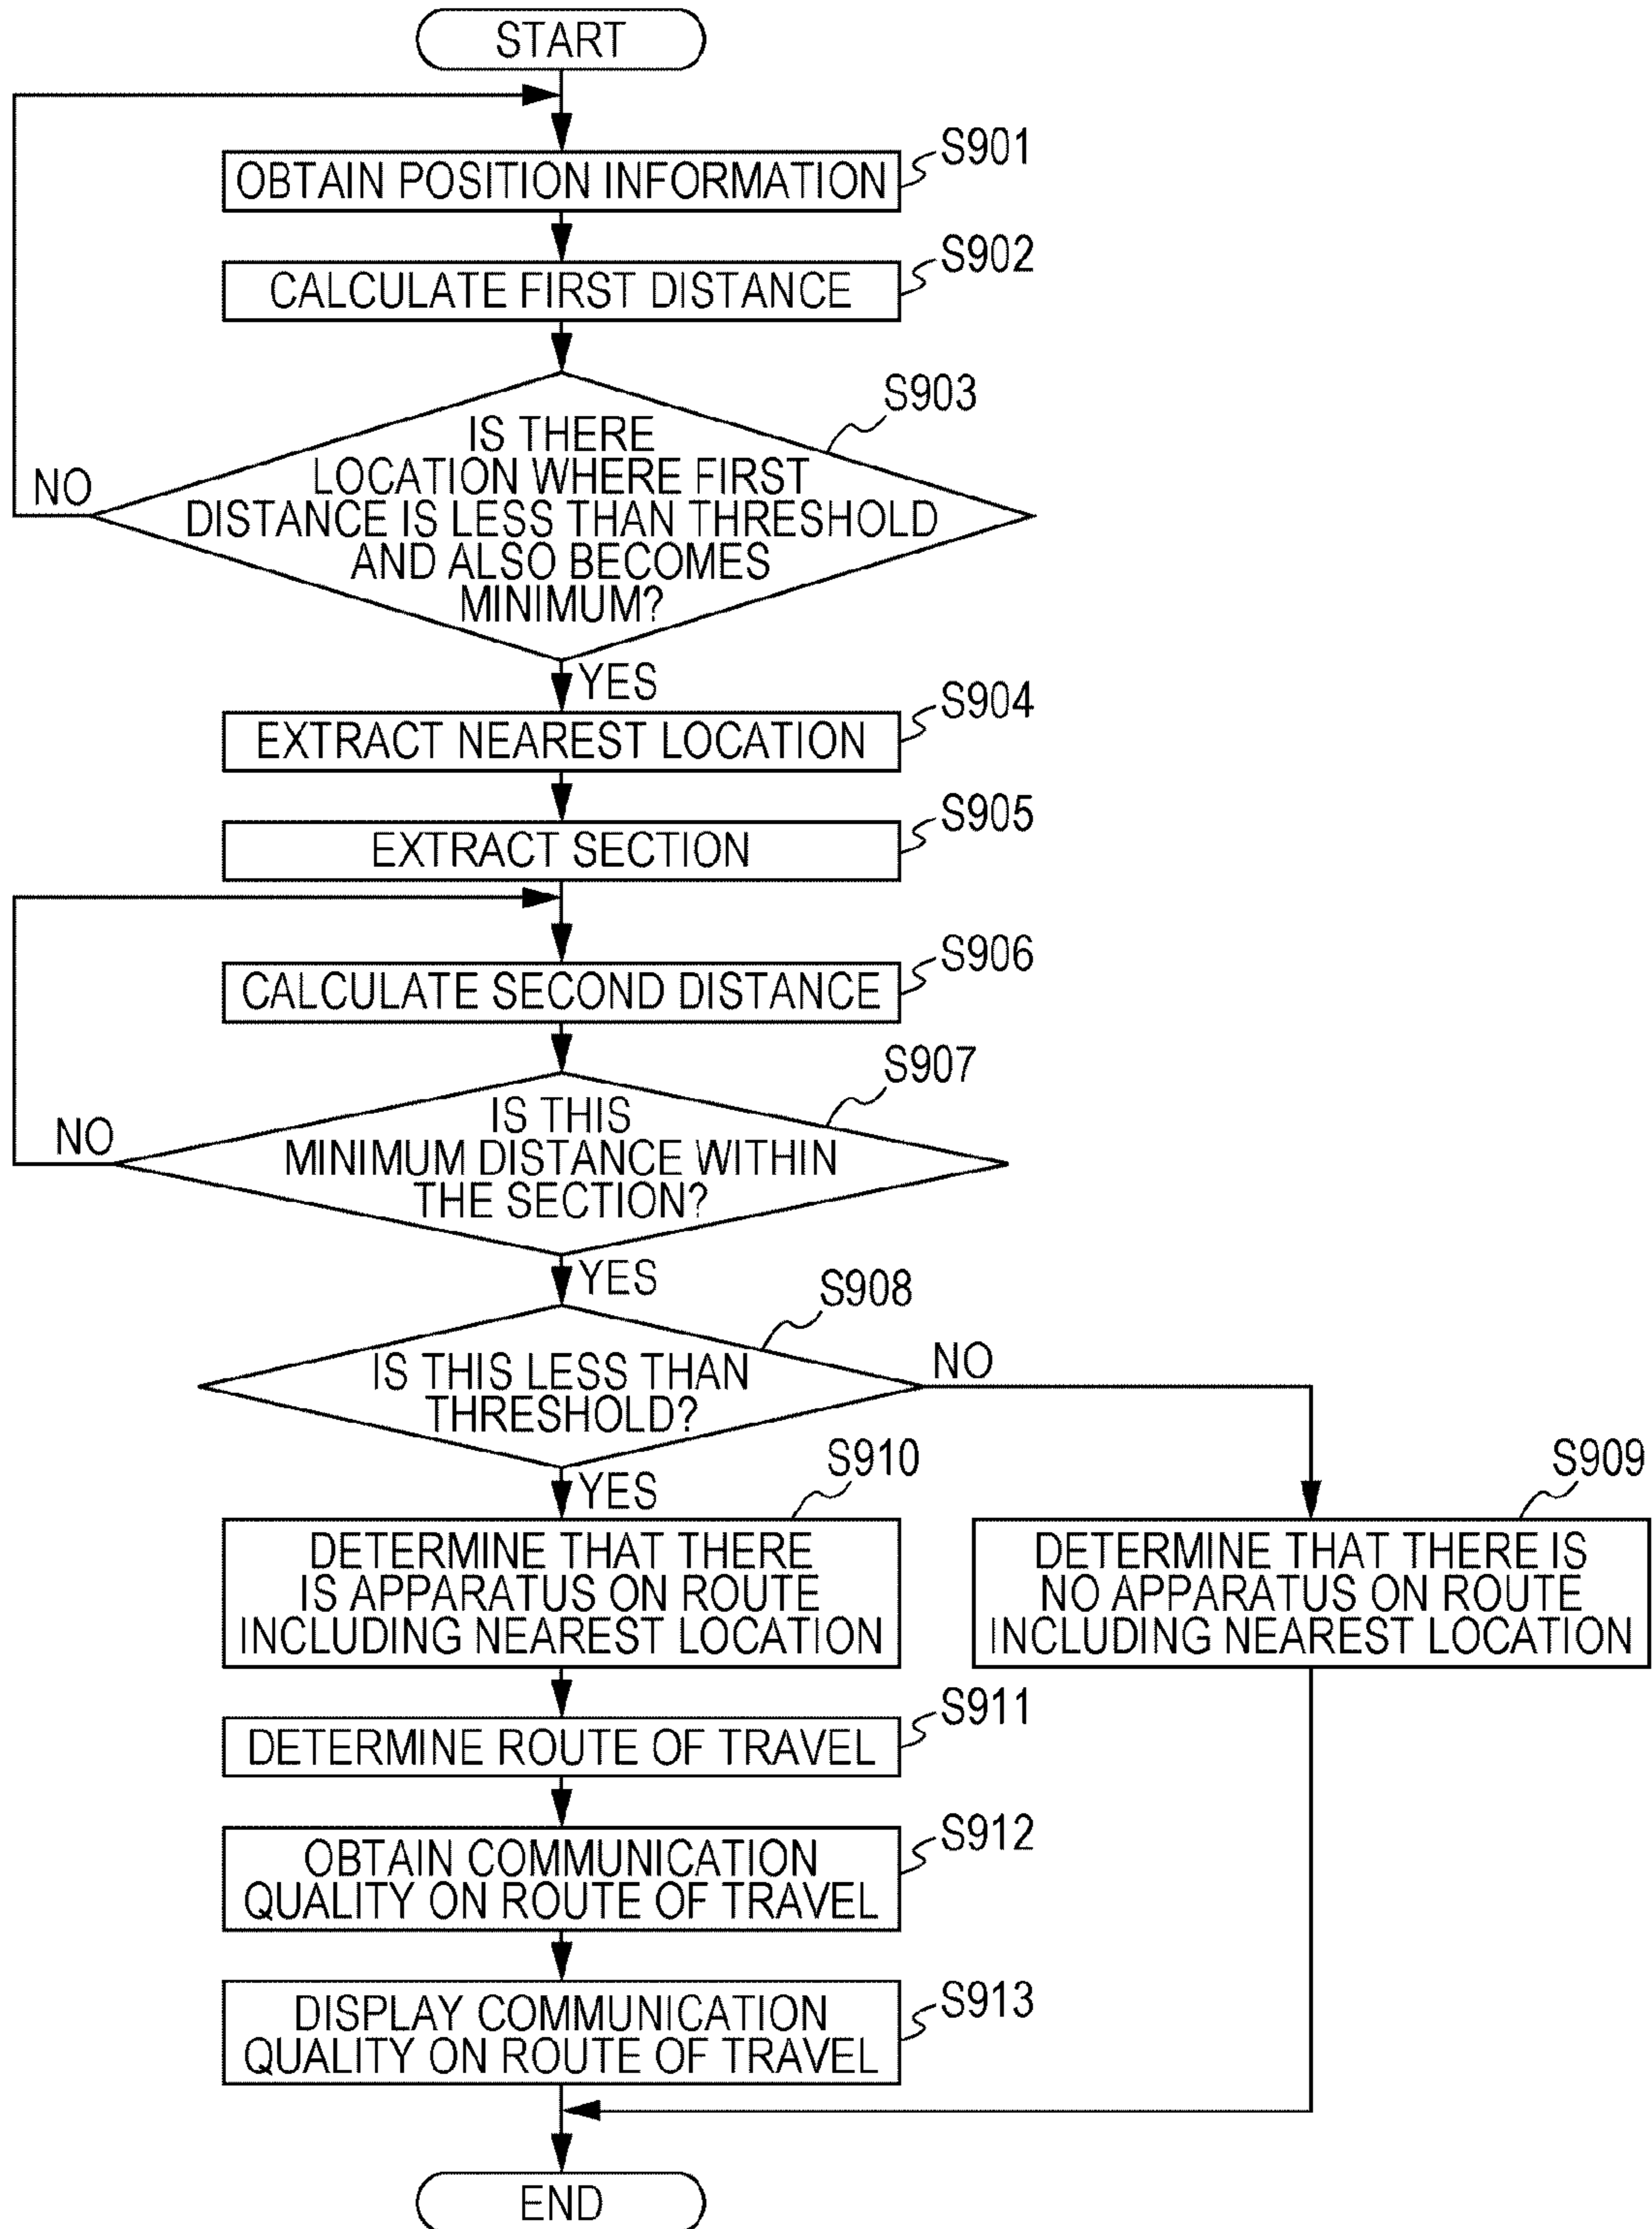 START
S901
OBTAIN POSITION INFORMATION
S902
CALCULATE FIRST DISTANCE
S903
IS THERE
LOCATION WHERE FIRST
DISTANCE IS LESS THAN THRESHOLD
AND ALSO BECOMES
MINIMUM?
NO
YES
S904
EXTRACT NEAREST LOCATION
S905
EXTRACT SECTION
S906
CALCULATE SECOND DISTANCE
S907
IS THIS
MINIMUM DISTANCE WITHIN
THE SECTION?
NO
YES
S908
IS THIS LESS THAN
THRESHOLD?
NO
YES
S910
DETERMINE THAT THERE
IS APPARATUS ON ROUTE
INCLUDING NEAREST LOCATION
S909
DETERMINE THAT THERE IS
NO APPARATUS ON ROUTE
INCLUDING NEAREST LOCATION
S911
DETERMINE ROUTE OF TRAVEL
S912
OBTAIN COMMUNICATION
QUALITY ON ROUTE OF TRAVEL
S913
DISPLAY COMMUNICATION
QUALITY ON ROUTE OF TRAVEL
END